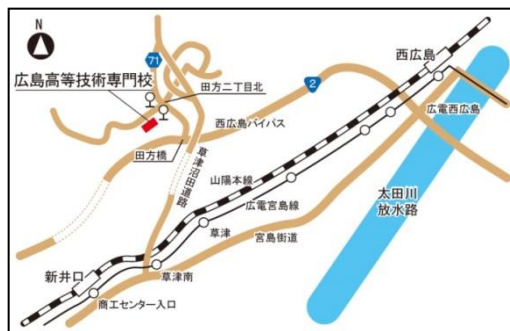 N
71
西広島
広島高等技術専門校
田方二丁目北
2
広電西広島
西広島バイパス
田方橋
草津沼田道路
山陽本線
太田川
放水路
広電宮島線
草津
宮島街道
新井口
草津南
商工センター入口